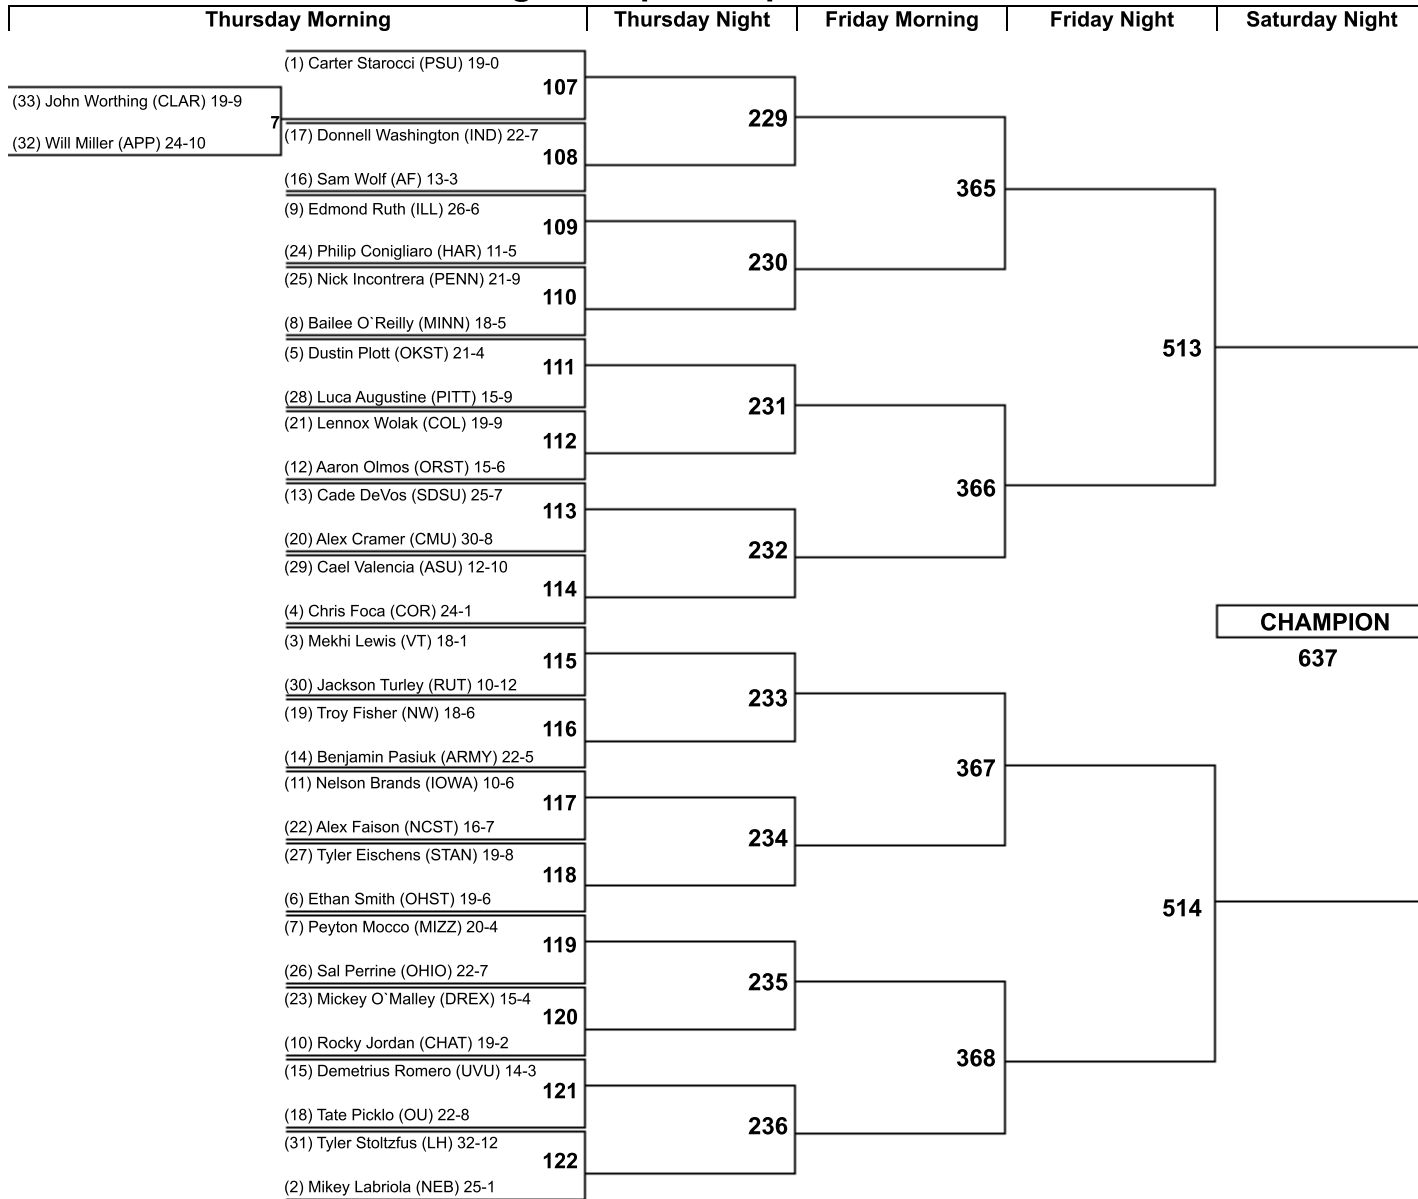 Thursday Morning
Thursday Night
Friday Morning
Friday Night
Saturday Night
(33) John Worthing (CLAR) 19-9
7
(32) Will Miller (APP) 24-10
(1) Carter Starocci (PSU) 19-0
107
(17) Donnell Washington (IND) 22-7
108
(16) Sam Wolf (AF) 13-3
(9) Edmond Ruth (ILL) 26-6
109
(24) Philip Conigliaro (HAR) 11-5
(25) Nick Incontrera (PENN) 21-9
110
(8) Bailee O`Reilly (MINN) 18-5
(5) Dustin Plott (OKST) 21-4
111
(28) Luca Augustine (PITT) 15-9
(21) Lennox Wolak (COL) 19-9
112
(12) Aaron Olmos (ORST) 15-6
(13) Cade DeVos (SDSU) 25-7
113
(20) Alex Cramer (CMU) 30-8
(29) Cael Valencia (ASU) 12-10
114
(4) Chris Foca (COR) 24-1
(3) Mekhi Lewis (VT) 18-1
115
(30) Jackson Turley (RUT) 10-12
(19) Troy Fisher (NW) 18-6
116
(14) Benjamin Pasiuk (ARMY) 22-5
(11) Nelson Brands (IOWA) 10-6
117
(22) Alex Faison (NCST) 16-7
(27) Tyler Eischens (STAN) 19-8
118
(6) Ethan Smith (OHST) 19-6
(7) Peyton Mocco (MIZZ) 20-4
119
(26) Sal Perrine (OHIO) 22-7
(23) Mickey O`Malley (DREX) 15-4
120
(10) Rocky Jordan (CHAT) 19-2
(15) Demetrius Romero (UVU) 14-3
121
(18) Tate Picklo (OU) 22-8
(31) Tyler Stoltzfus (LH) 32-12
122
(2) Mikey Labriola (NEB) 25-1
229
230
231
232
233
234
235
236
365
366
367
368
513
514
CHAMPION
637